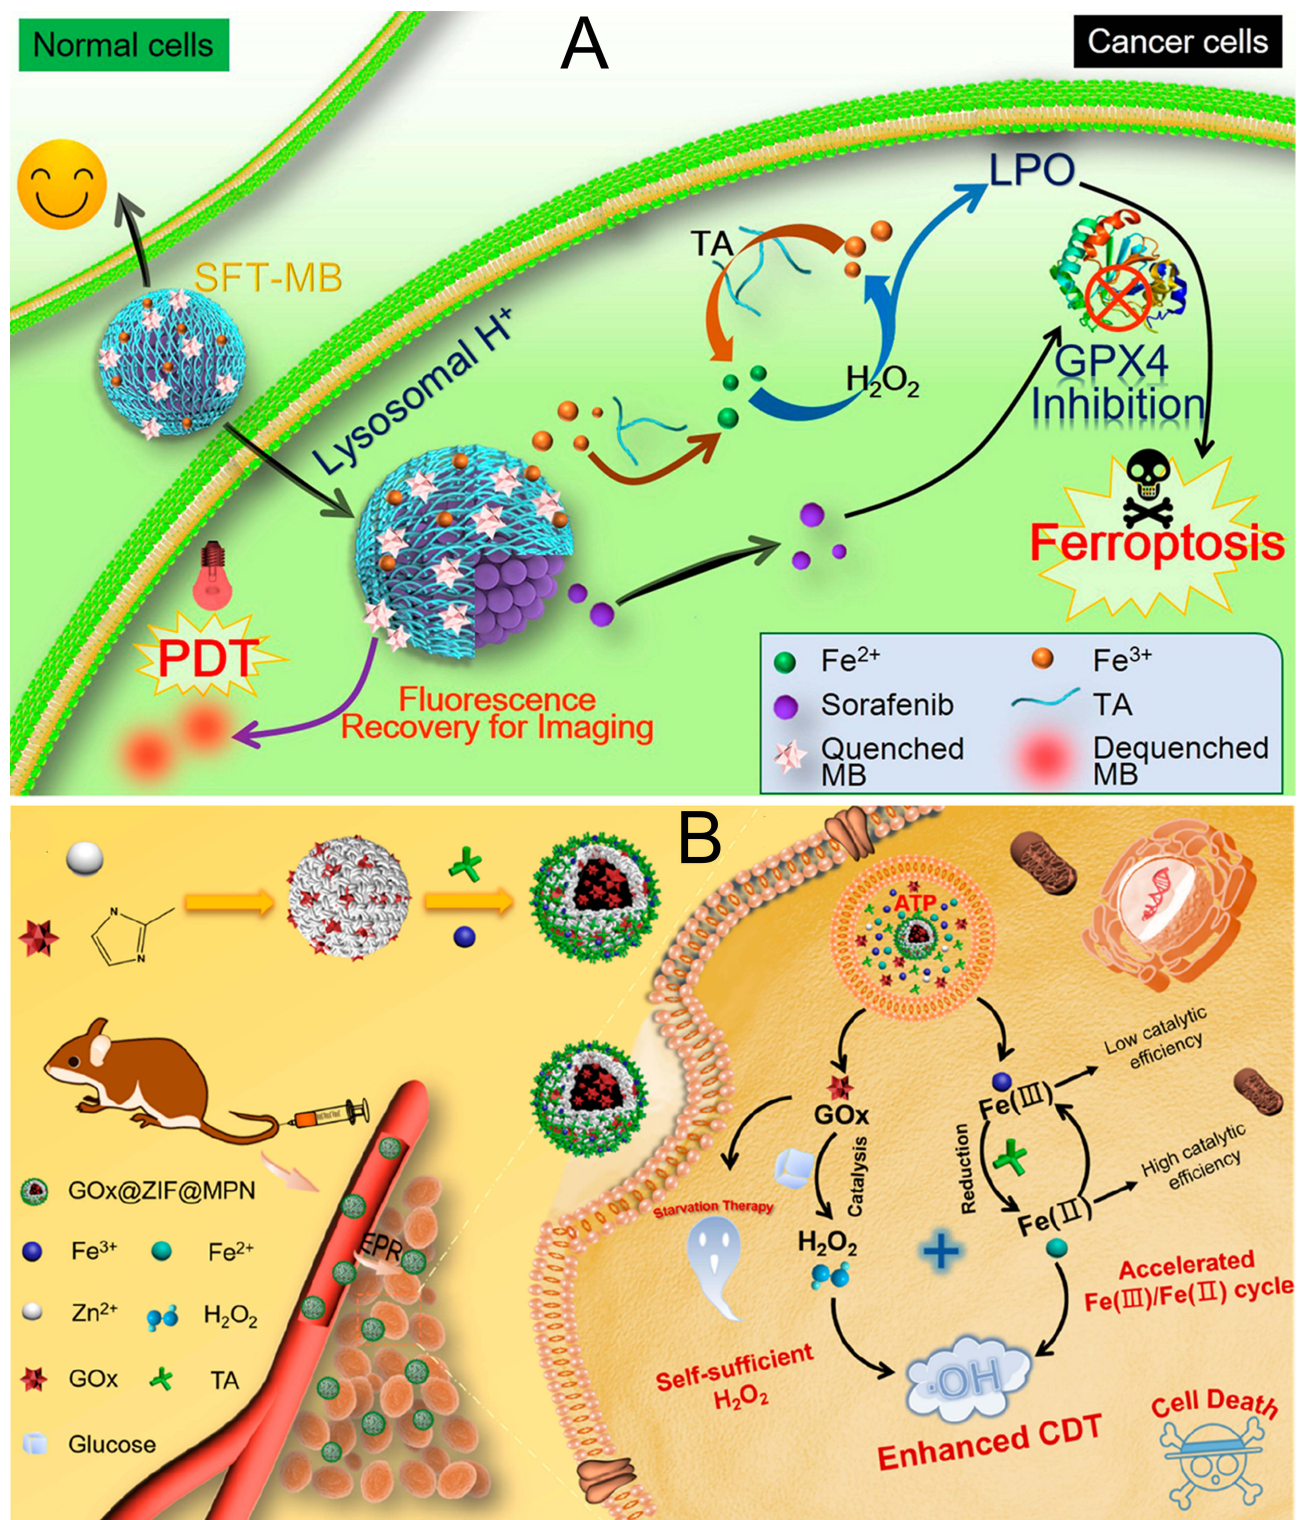 Normal cells
A
Cancer cells
SFT-MB
Lysosomal H⁺
TA
LPO
H₂O₂
GPX4
Inhibition
Ferroptosis
PDT
Fluorescence
Recovery for Imaging
Fe²⁺
Fe³⁺
Sorafenib
TA
Quenched
MB
Dequenched
MB
B
N
N
ATP
Low catalytic
efficiency
GOx
Fe(Ⅲ)
Catalysis
Reduction
High catalytic
efficiency
Starvation Therapy
Fe(Ⅱ)
H₂O₂
+
Accelerated
Fe(Ⅲ)/Fe(Ⅱ) cycle
Self-sufficient
H₂O₂
·OH
Enhanced CDT
Cell Death
EPR
GOx@ZIF@MPN
Fe³⁺
Fe²⁺
Zn²⁺
H₂O₂
GOx
TA
Glucose